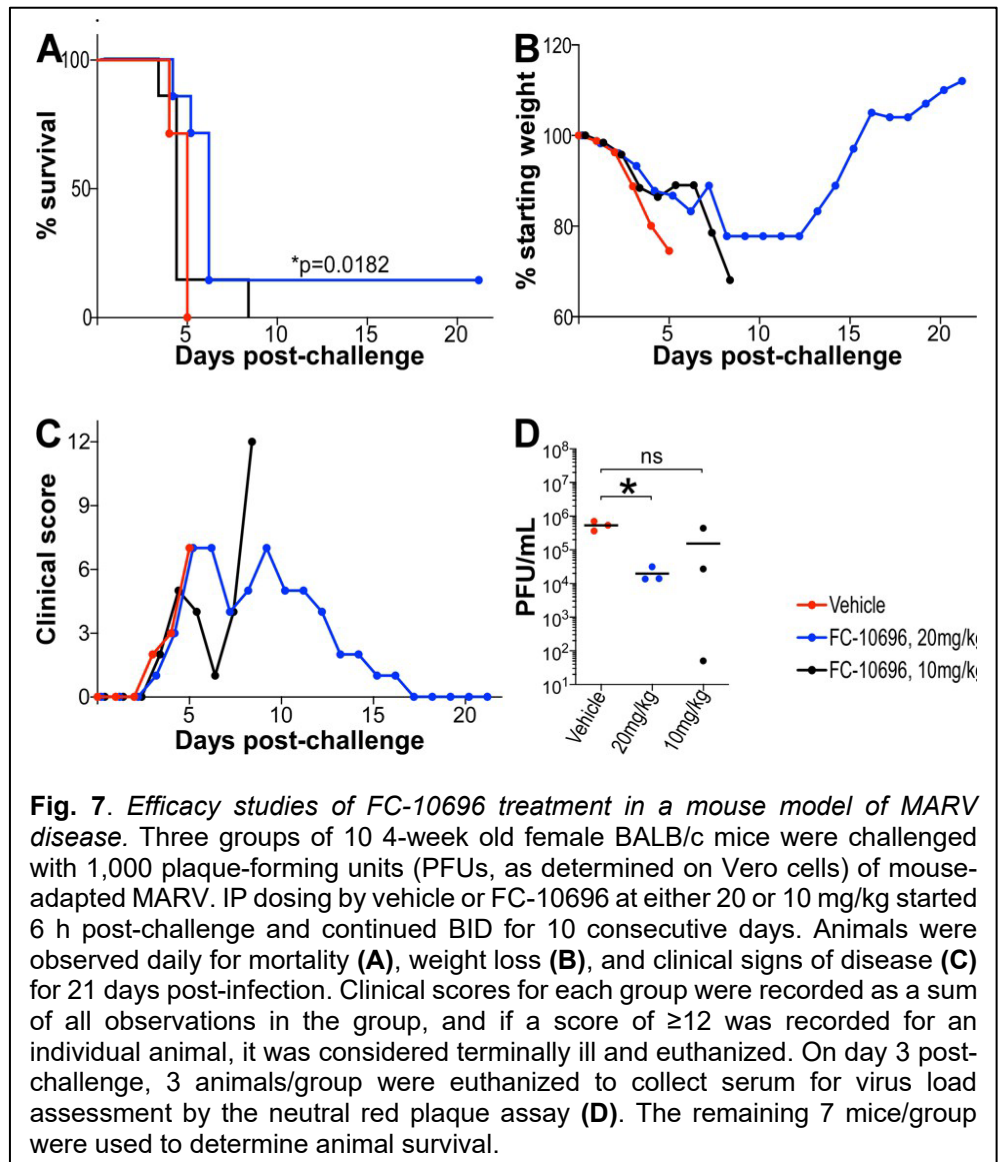 A
100
50
0
% survival
*p=0.0182
5
10
15
20
Days post-challenge
B
120
100
80
60
% starting weight
5
10
15
20
Days post-challenge
C
12
9
6
3
0
Clinical score
5
10
15
20
Days post-challenge
D
10⁸
10⁷
10⁶
10⁵
10⁴
10³
10²
10¹
PFU/mL
ns
*
Vehicle
20mg/kg
10mg/kg
Vehicle
FC-10696, 20mg/k
FC-10696, 10mg/k
Fig. 7. Efficacy studies of FC-10696 treatment in a mouse model of MARV
disease. Three groups of 10 4-week old female BALB/c mice were challenged
with 1,000 plaque-forming units (PFUs, as determined on Vero cells) of mouse-
adapted MARV. IP dosing by vehicle or FC-10696 at either 20 or 10 mg/kg started
6 h post-challenge and continued BID for 10 consecutive days. Animals were
observed daily for mortality (A), weight loss (B), and clinical signs of disease (C)
for 21 days post-infection. Clinical scores for each group were recorded as a sum
of all observations in the group, and if a score of ≥12 was recorded for an
individual animal, it was considered terminally ill and euthanized. On day 3 post-
challenge, 3 animals/group were euthanized to collect serum for virus load
assessment by the neutral red plaque assay (D). The remaining 7 mice/group
were used to determine animal survival.